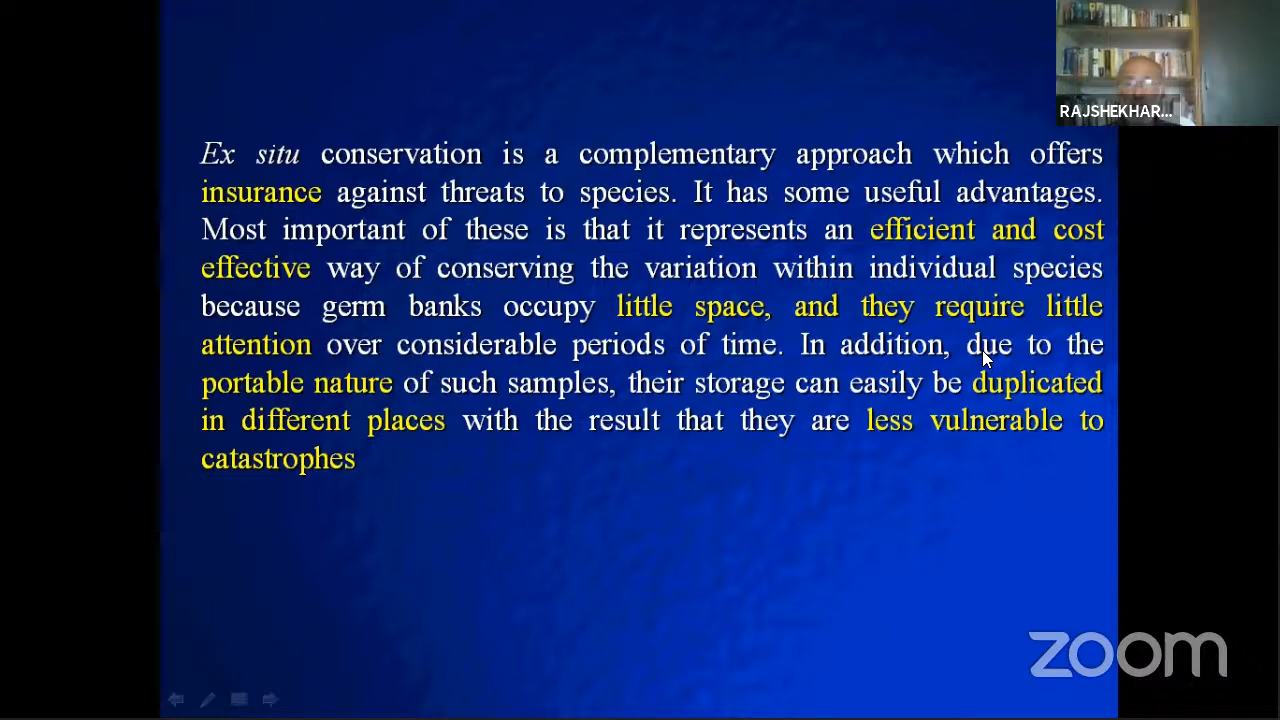 RAJSHEKHAR...
Ex situ conservation is a complementary approach which offers
insurance against threats to species. It has some useful advantages.
Most important of these is that it represents an efficient and cost
effective way of conserving the variation within individual species
because germ banks occupy little space, and they require little
attention over considerable periods of time. In addition, due to the
portable nature of such samples, their storage can easily be duplicated
in different places with the result that they are less vulnerable to
catastrophes
zoom